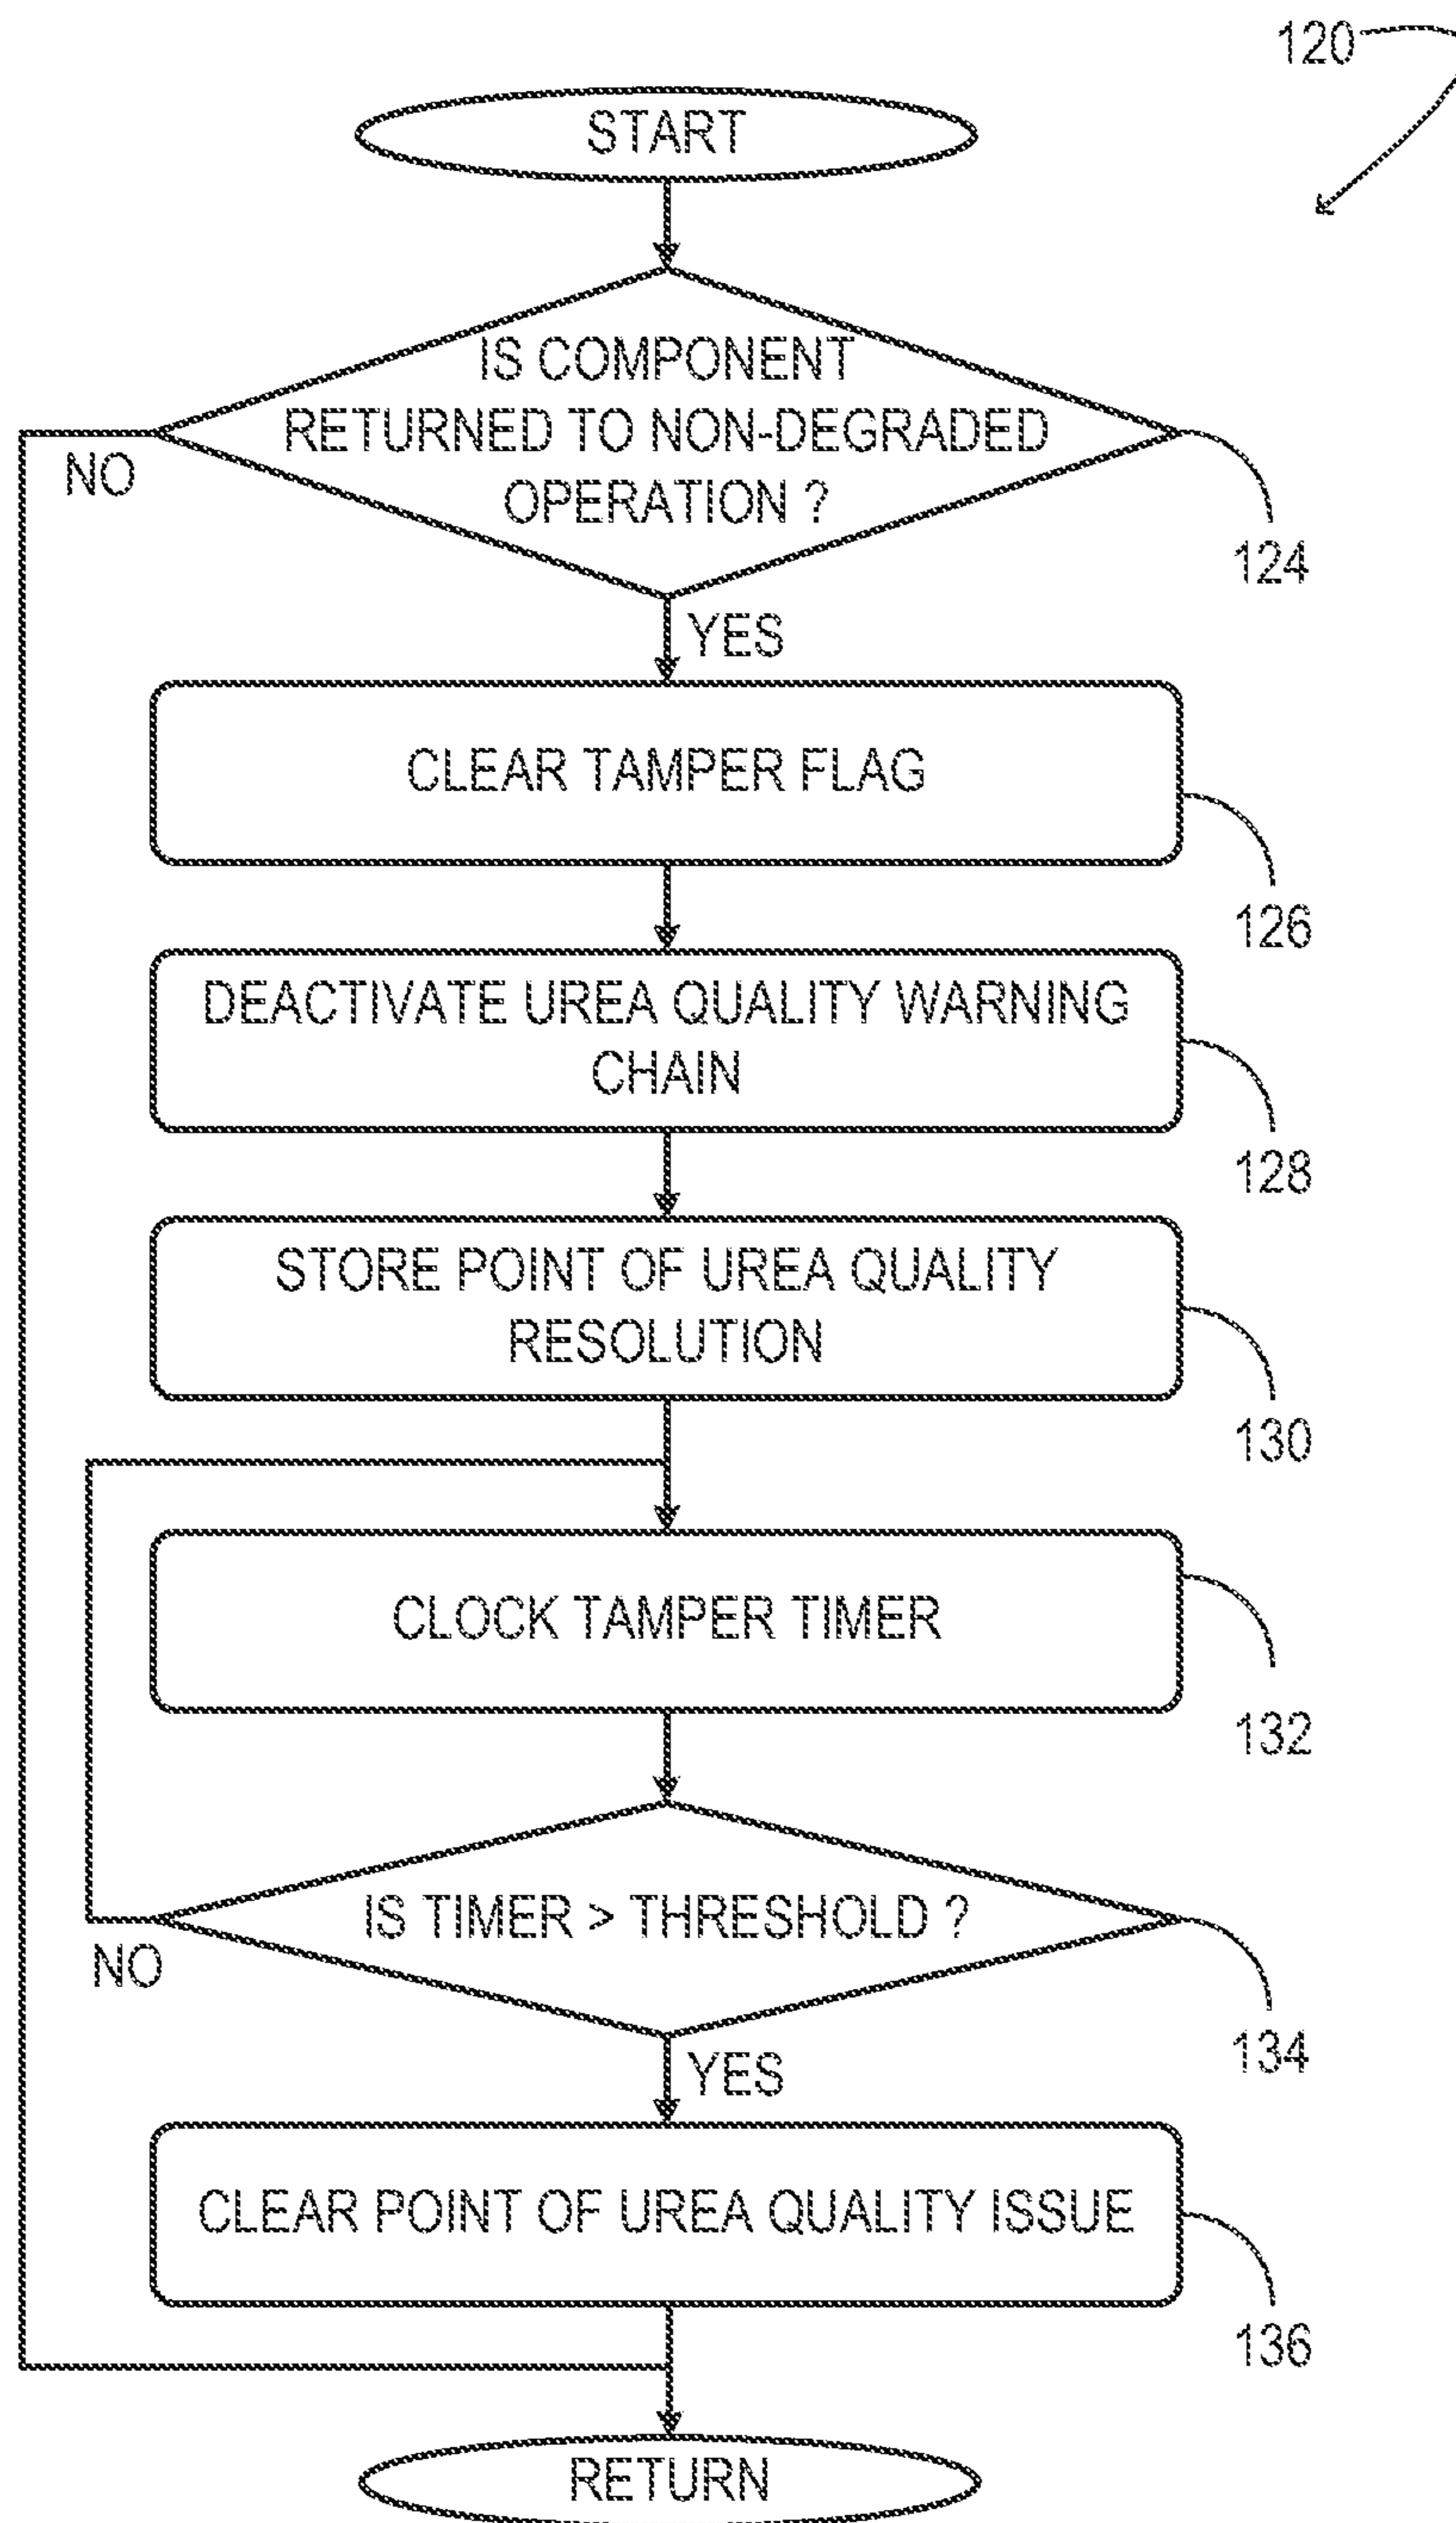 120
START
IS COMPONENT
RETURNED TO NON-DEGRADED
OPERATION ?
NO
124
YES
CLEAR TAMPER FLAG
126
DEACTIVATE UREA QUALITY WARNING
CHAIN
128
STORE POINT OF UREA QUALITY
RESOLUTION
130
CLOCK TAMPER TIMER
132
IS TIMER > THRESHOLD ?
NO
134
YES
CLEAR POINT OF UREA QUALITY ISSUE
136
RETURN